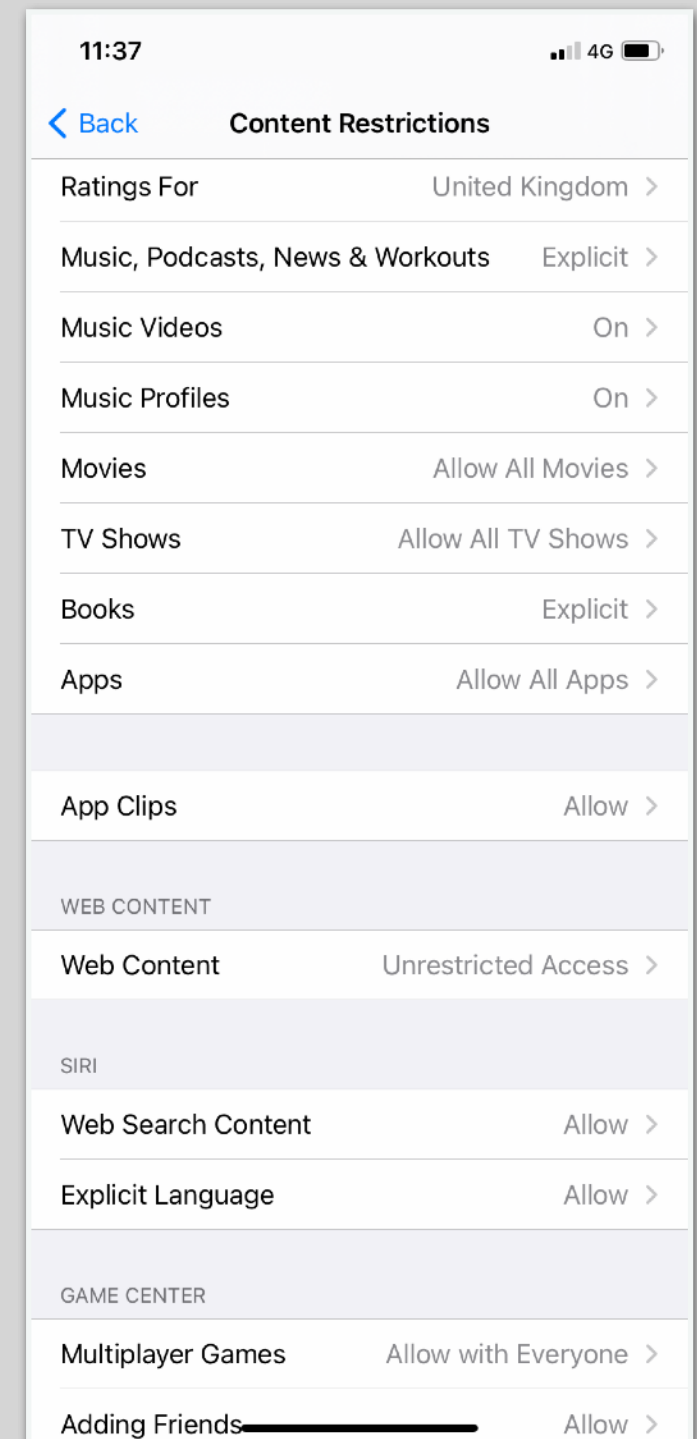 11:37 4G
Back Content Restrictions
Ratings For United Kingdom
Music, Podcasts, News & Workouts Explicit
Music Videos On
Music Profiles On
Movies Allow All Movies
TV Shows Allow All TV Shows
Books Explicit
Apps Allow All Apps
App Clips Allow
WEB CONTENT
Web Content Unrestricted Access
SIRI
Web Search Content Allow
Explicit Language Allow
GAME CENTER
Multiplayer Games Allow with Everyone
Adding Friends Allow